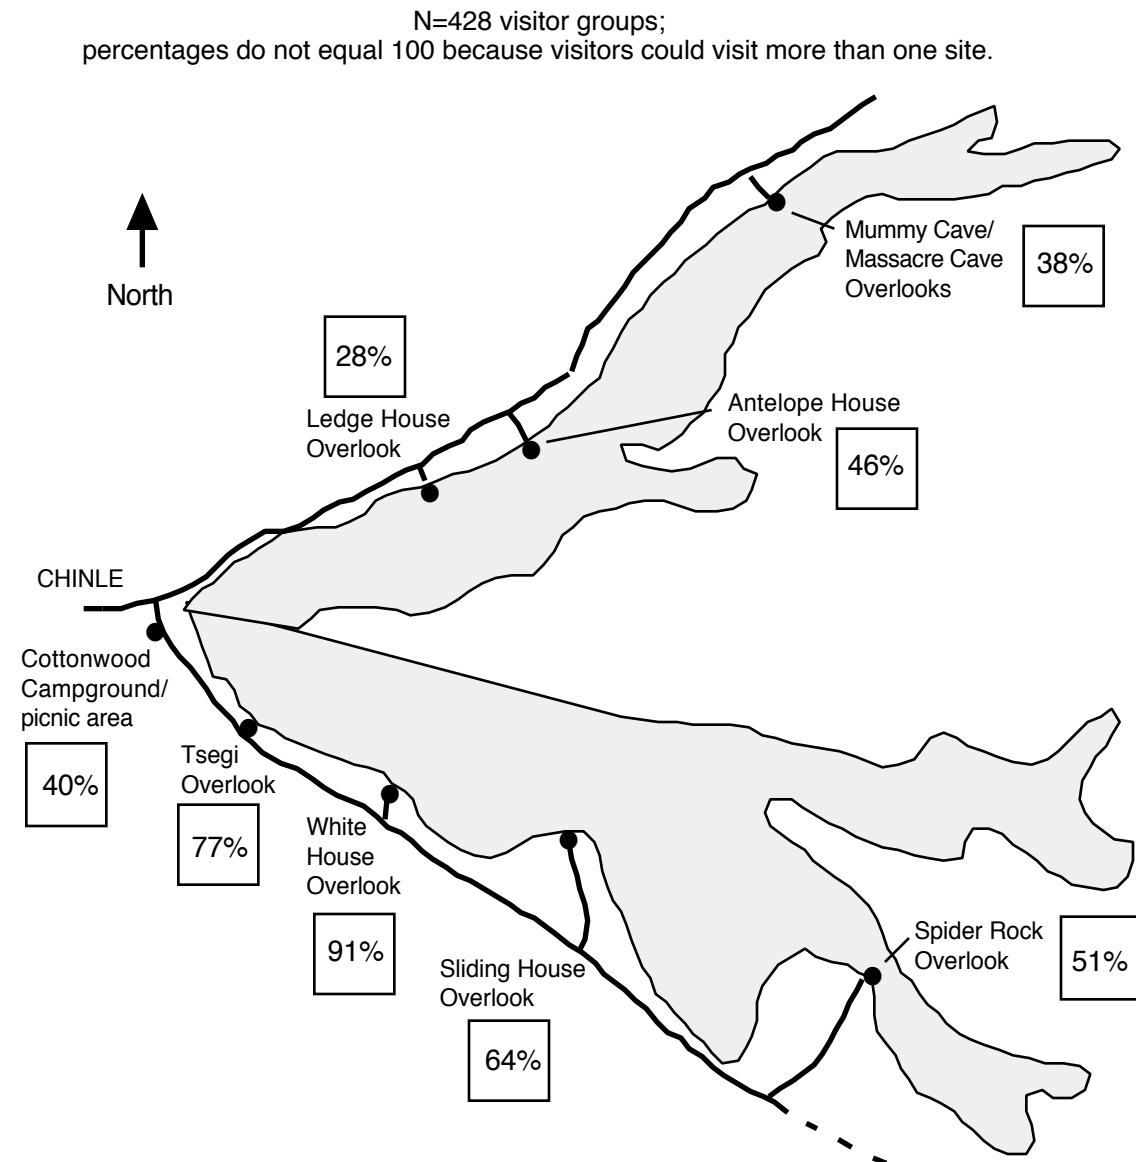 N=428 visitor groups;
percentages do not equal 100 because visitors could visit more than one site.
North
Mummy Cave/
Massacre Cave
Overlooks
38%
28%
Ledge House
Overlook
Antelope House
Overlook
46%
CHINLE
Cottonwood
Campground/
picnic area
40%
Tsegi
Overlook
77%
White
House
Overlook
91%
Sliding House
Overlook
64%
Spider Rock
Overlook
51%